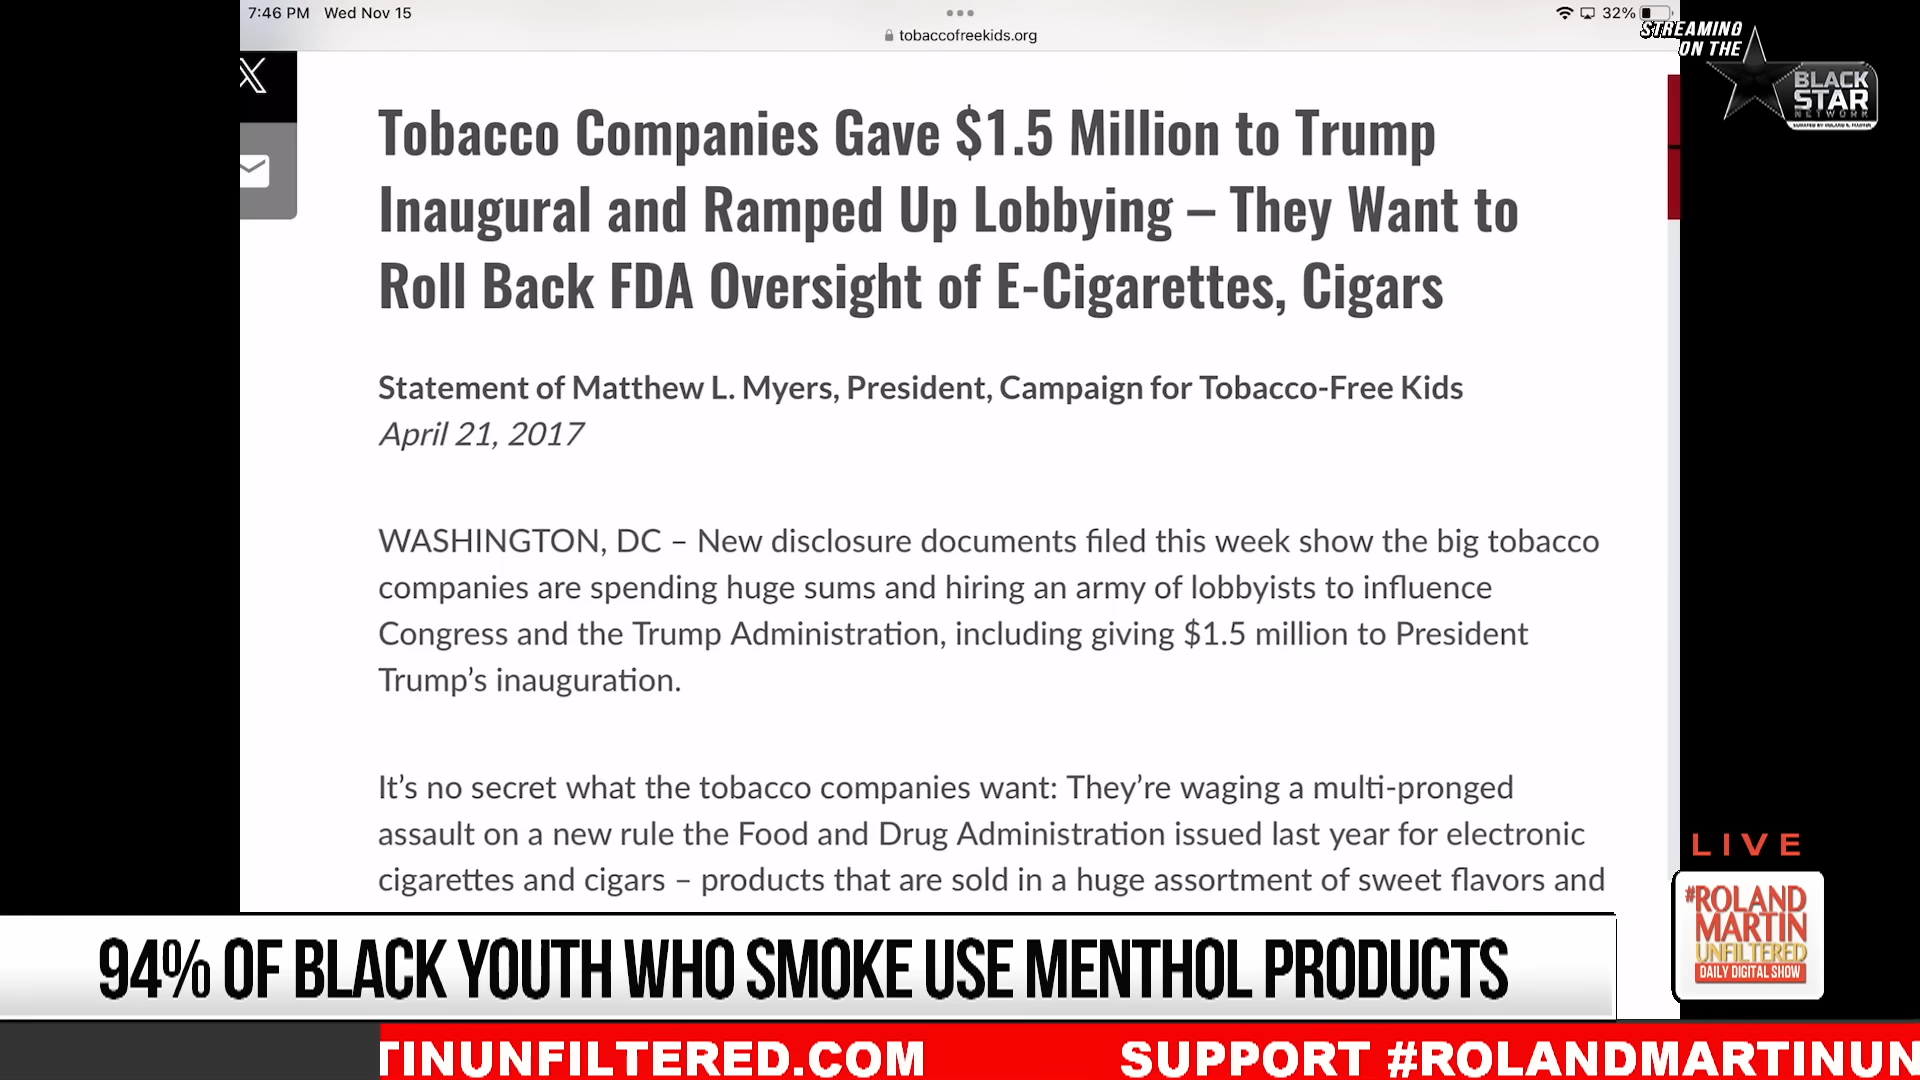 7:46 PM Wed Nov 15
32%
tobaccofreekids.org
STREAMING
ON THE
BLACK
STAR
NETWORK
Tobacco Companies Gave $1.5 Million to Trump
Inaugural and Ramped Up Lobbying – They Want to
Roll Back FDA Oversight of E-Cigarettes, Cigars
Statement of Matthew L. Myers, President, Campaign for Tobacco-Free Kids
April 21, 2017
WASHINGTON, DC – New disclosure documents filed this week show the big tobacco
companies are spending huge sums and hiring an army of lobbyists to influence
Congress and the Trump Administration, including giving $1.5 million to President
Trump’s inauguration.
It’s no secret what the tobacco companies want: They’re waging a multi-pronged
assault on a new rule the Food and Drug Administration issued last year for electronic
cigarettes and cigars – products that are sold in a huge assortment of sweet flavors and
LIVE
#ROLAND
MARTIN
UNFILTERED
DAILY DIGITAL SHOW
94% OF BLACK YOUTH WHO SMOKE USE MENTHOL PRODUCTS
TINUNFILTERED.COM SUPPORT #ROLANDMARTINUN